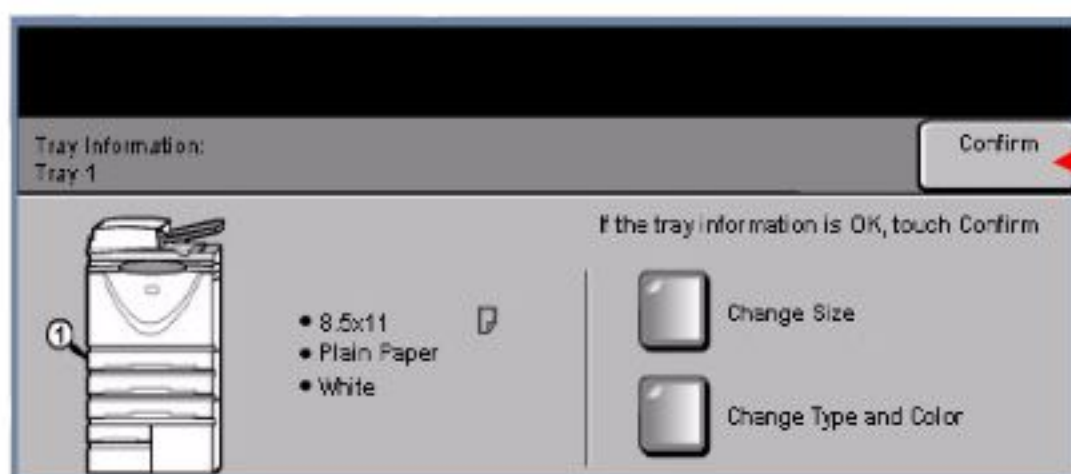 Tray Information:
Tray 1
Confirm
If the tray information is OK, touch Confirm
1
• 8.5x11
• Plain Paper
• White
Change Size
Change Type and Color